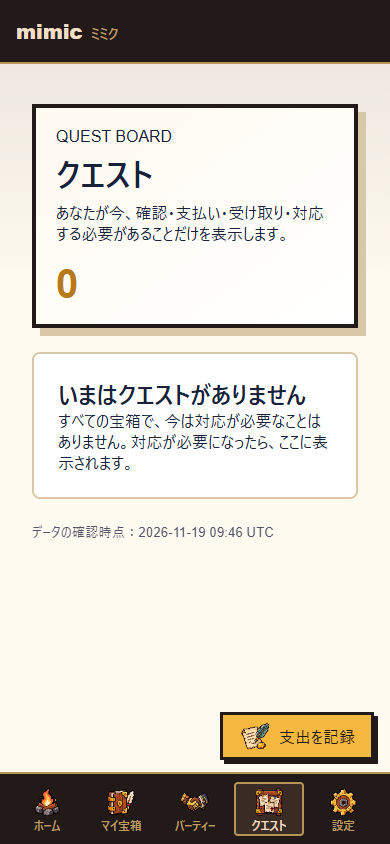 mimic ミミク
QUEST BOARD
クエスト
あなたが今、確認・支払い・受け取り・対応
する必要があることだけを表示します。
0
いまはクエストがありません
すべての宝箱で、今は対応が必要なことは
ありません。対応が必要になったら、ここに表
示されます。
データの確認時点：2026-11-19 09:46 UTC
支出を記録
ホーム
マイ宝箱
パーティー
クエスト
設定